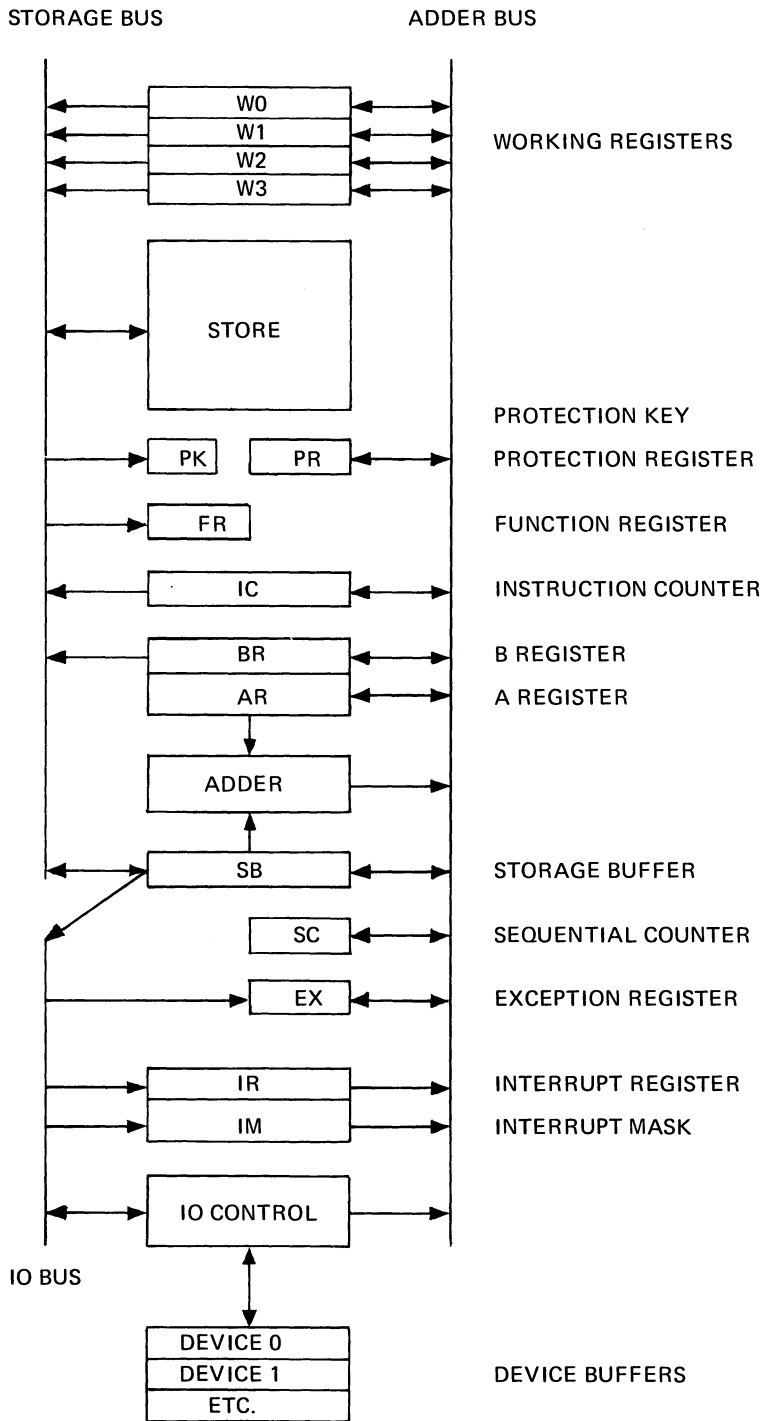 STORAGE BUS ADDER BUS
W0
W1
WORKING REGISTERS
W2
W3
STORE
PROTECTION KEY
PK PR PROTECTION REGISTER
FR FUNCTION REGISTER
IC INSTRUCTION COUNTER
BR B REGISTER
AR A REGISTER
ADDER
SB STORAGE BUFFER
SC SEQUENTIAL COUNTER
EX EXCEPTION REGISTER
IR INTERRUPT REGISTER
IM INTERRUPT MASK
IO CONTROL
IO BUS
DEVICE 0
DEVICE 1 DEVICE BUFFERS
ETC.